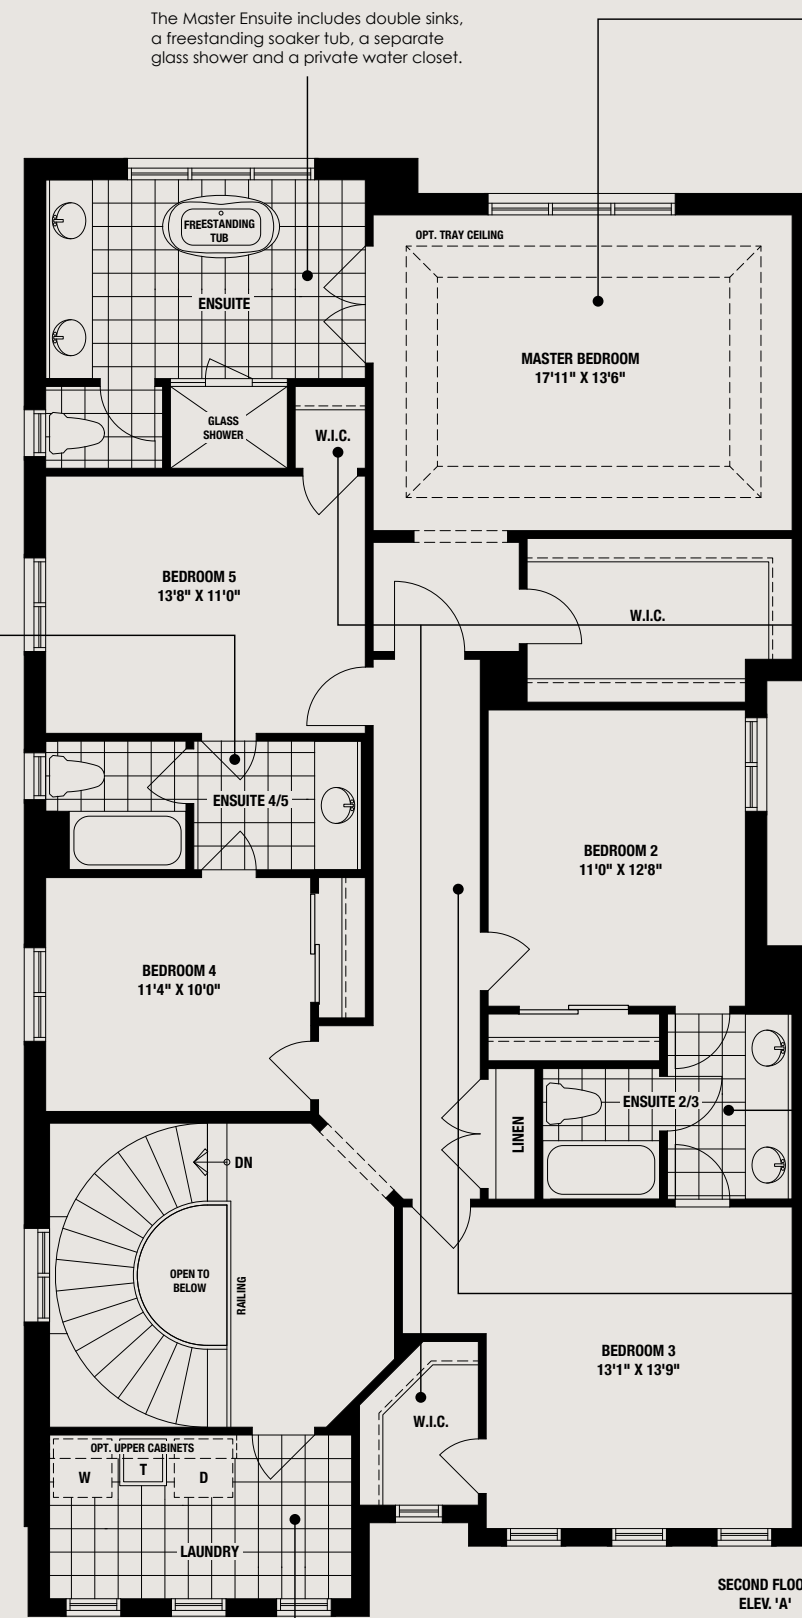 The Master Ensuite includes double sinks,
a freestanding soaker tub, a separate
glass shower and a private water closet.
FREESTANDING
TUB
OPT. TRAY CEILING
ENSUITE
MASTER BEDROOM
17'11" X 13'6"
GLASS
SHOWER
W.I.C.
BEDROOM 5
13'8" X 11'0"
W.I.C.
ENSUITE 4/5
BEDROOM 2
11'0" X 12'8"
BEDROOM 4
11'4" X 10'0"
ENSUITE 2/3
LINEN
DN
OPEN TO
BELOW
RAILING
BEDROOM 3
13'1" X 13'9"
W.I.C.
OPT. UPPER CABINETS
W
T
D
LAUNDRY
SECOND FLOO
ELEV. 'A'